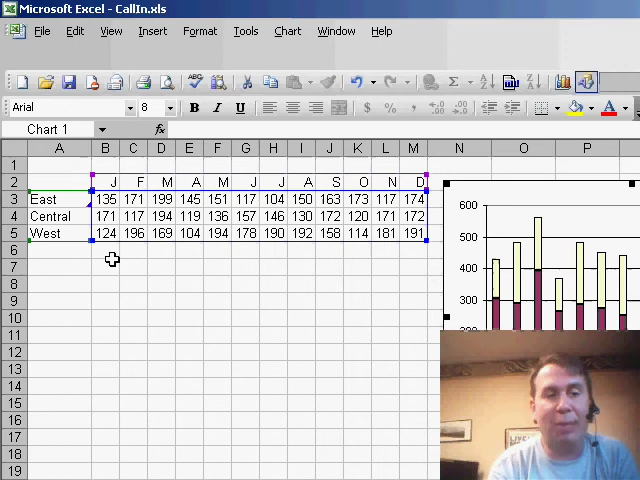 Microsoft Excel - CallIn.xls
File Edit View Insert Format Tools Chart Window Help
Arial 8 B I U $ % ,
Chart 1 fx
A B C D E F G H I J K L M N O P
1
2 J F M A M J J A S O N D
3 East 135 171 199 145 151 117 104 150 163 173 117 174
4 Central 171 117 194 119 136 157 146 130 172 120 171 172
5 West 124 196 169 104 194 178 190 192 158 114 181 191
6
7
8
9
10
11
12
13
14
15
16
17
18
19
600
500
400
300